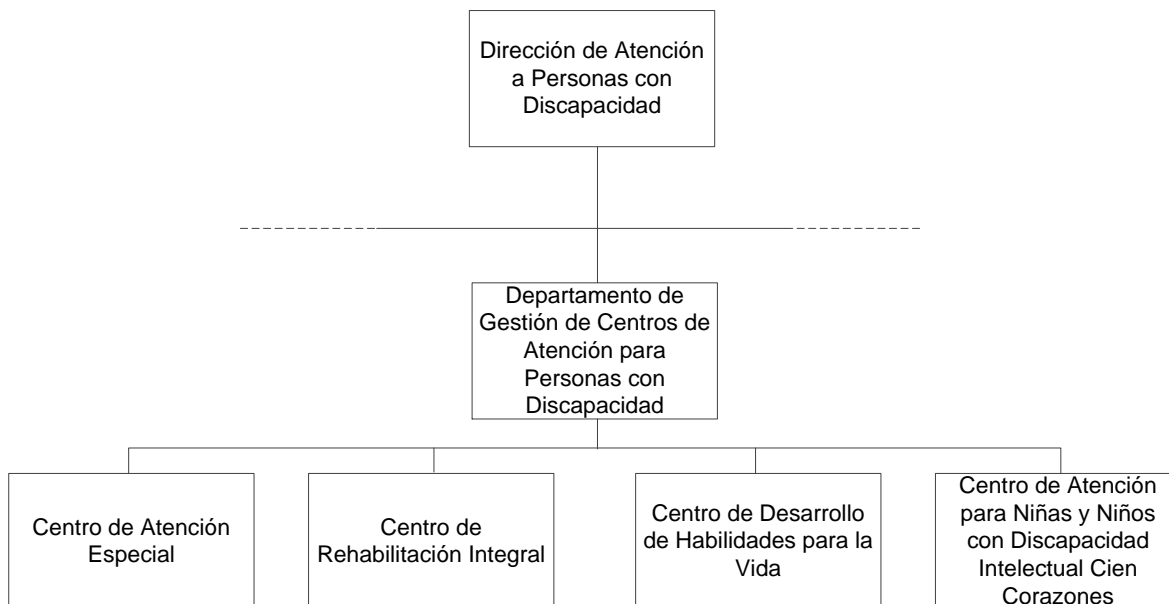 Dirección de Atención
a Personas con
Discapacidad
Departamento de
Gestión de Centros de
Atención para
Personas con
Discapacidad
Centro de Atención
Especial
Centro de
Rehabilitación Integral
Centro de Desarrollo
de Habilidades para la
Vida
Centro de Atención
para Niñas y Niños
con Discapacidad
Intelectual Cien
Corazones